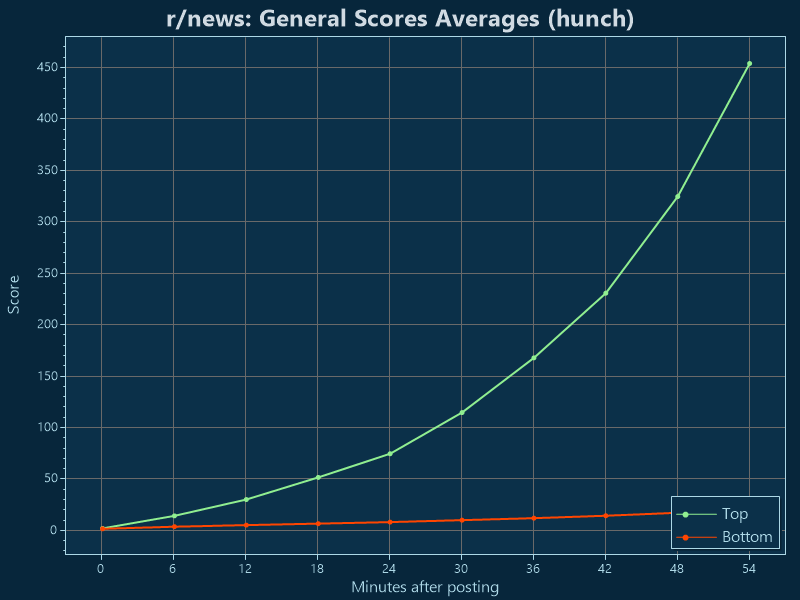 r/news: General Scores Averages (hunch)
450
400
350
300
250
200
150
100
50
0
Score
0 6 12 18 24 30 36 42 48 54
Minutes after posting
Top
Bottom